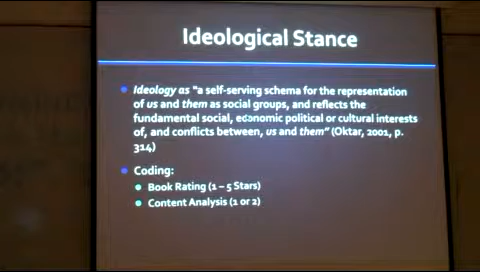 Ideological Stance
Ideology as "a self-serving schema for the representation
of us and them as social groups, and reflects the
fundamental social, economic political or cultural interests
of, and conflicts between, us and them" (Oktar, 2001, p.
314)
Coding:
Book Rating (1 – 5 Stars)
Content Analysis (1 or 2)